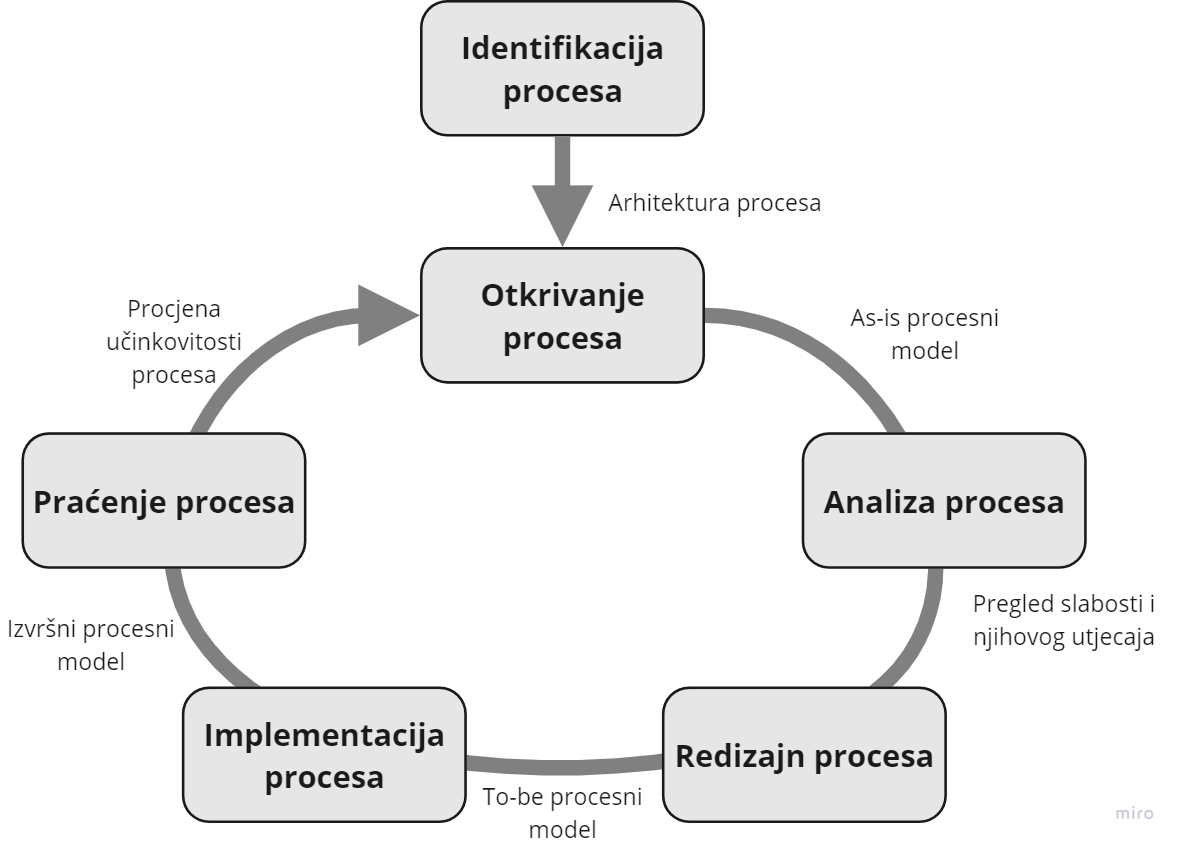 Identifikacija
procesa
Arhitektura procesa
Otkrivanje
procesa
As-is procesni
model
Analiza procesa
Pregled slabosti i
njihovog utjecaja
Redizajn procesa
To-be procesni
model
Implementacija
procesa
Izvršni procesni
model
Praćenje procesa
Procjena
učinkovitosti
procesa
miro